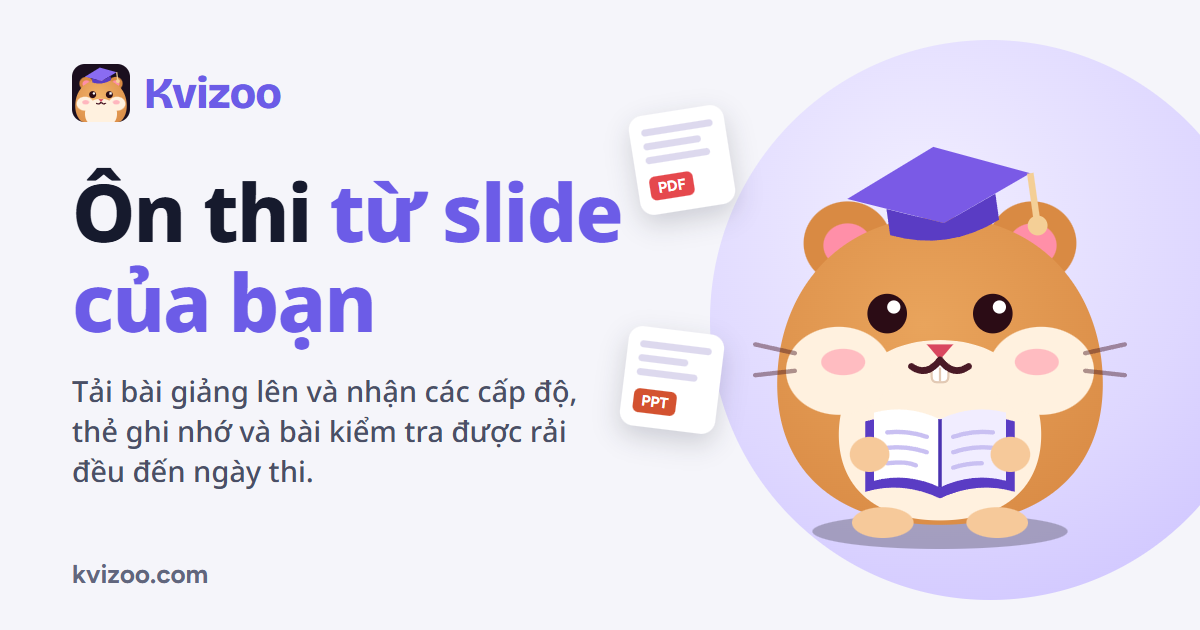 Kvizoo
Ôn thi từ slide
của bạn
Tải bài giảng lên và nhận các cấp độ,
thẻ ghi nhớ và bài kiểm tra được rải
đều đến ngày thi.
kvizoo.com
PDF
PPT